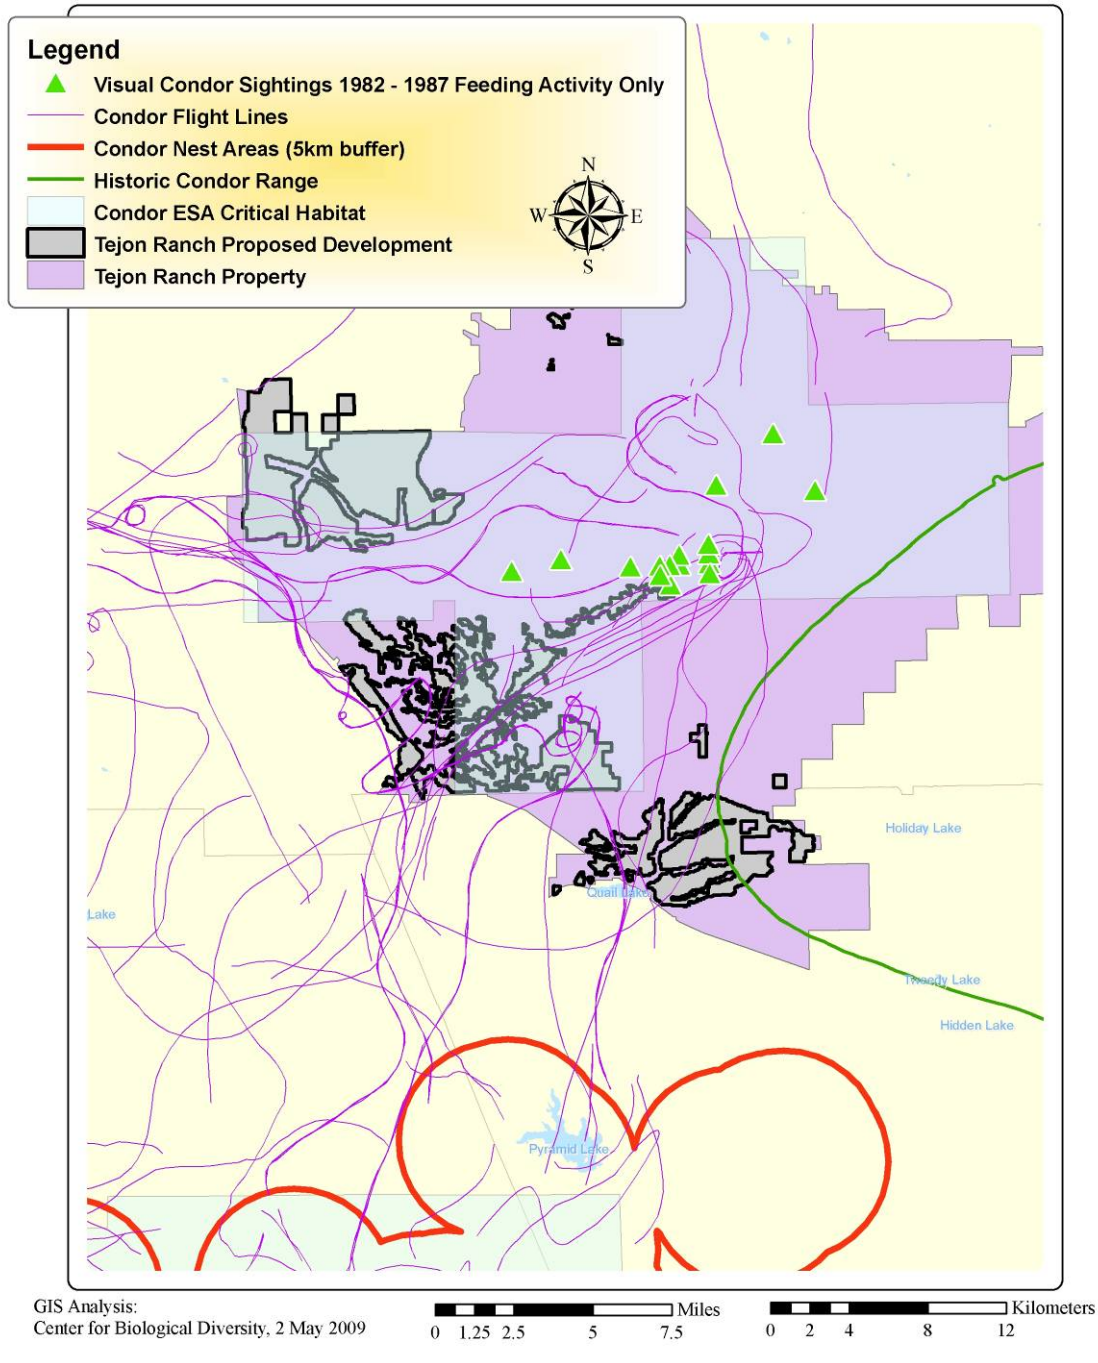 Legend
Visual Condor Sightings 1982 - 1987 Feeding Activity Only
Condor Flight Lines
Condor Nest Areas (5km buffer)
Historic Condor Range
Condor ESA Critical Habitat
Tejon Ranch Proposed Development
Tejon Ranch Property
N
W E
S
Holiday Lake
Quail Lake
Lake
Tweedy Lake
Hidden Lake
Pyramid Lake
GIS Analysis:
Center for Biological Diversity, 2 May 2009
Miles
0 1.25 2.5 5 7.5
Kilometers
0 2 4 8 12